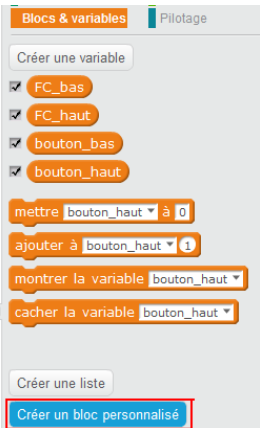 Blocs & variables Pilotage
Créer une variable
FC_bas
FC_haut
bouton_bas
bouton_haut
mettre bouton_haut à 0
ajouter à bouton_haut 1
montrer la variable bouton_haut
cacher la variable bouton_haut
Créer une liste
Créer un bloc personnalisé